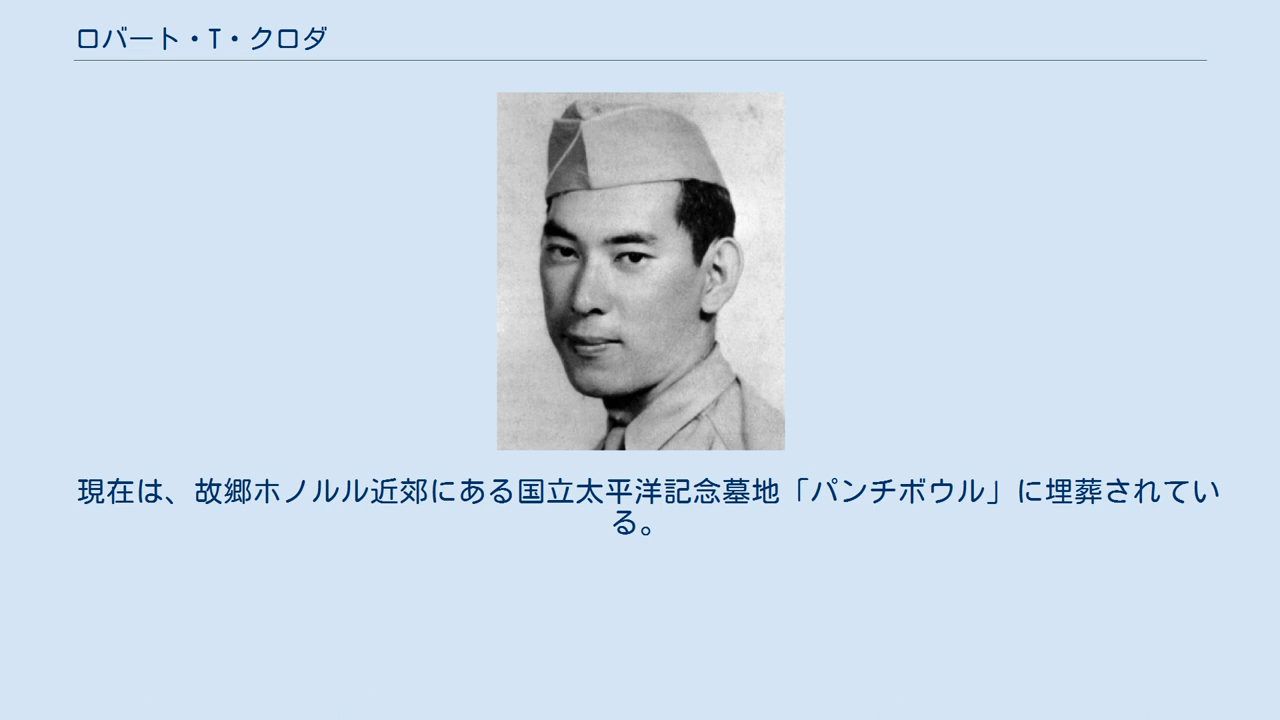 ロバート・T・クロダ
現在は、故郷ホノルル近郊にある国立太平洋記念墓地「パンチボウル」に埋葬されてい
る。